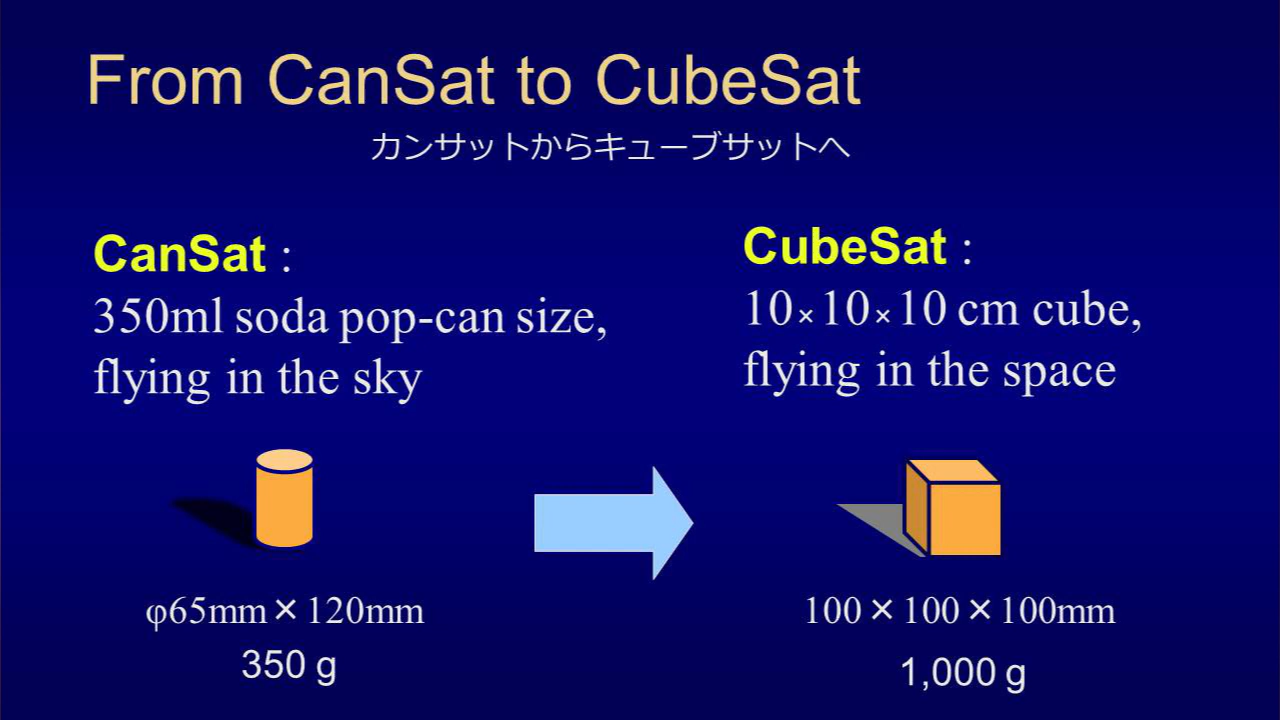 From CanSat to CubeSat
カンサットからキューブサットへ
CanSat :
350ml soda pop-can size,
flying in the sky
φ65mm×120mm
350 g
CubeSat :
10×10×10 cm cube,
flying in the space
100×100×100mm
1,000 g